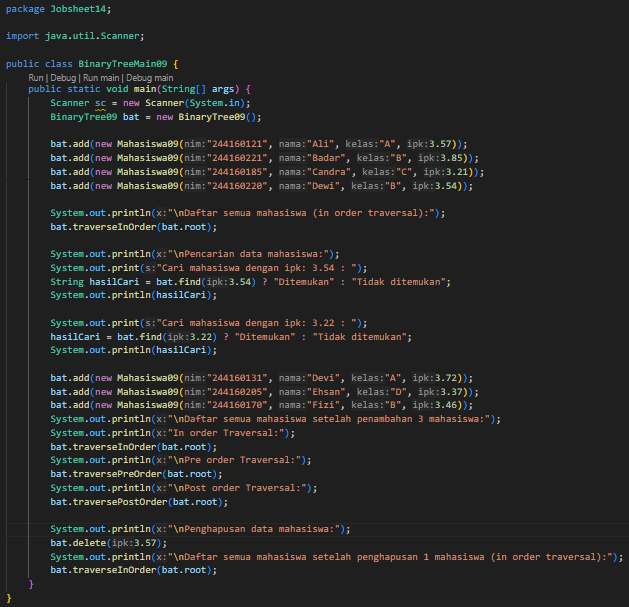 package Jobsheet14;
import java.util.Scanner;
public class BinaryTreeMain09 {
Run | Debug | Run main | Debug main
public static void main(String[] args) {
Scanner sc = new Scanner(System.in);
BinaryTree09 bat = new BinaryTree09();
bat.add(new Mahasiswa09(nim:"244160121", nama:"Ali", kelas:"A", ipk:3.57));
bat.add(new Mahasiswa09(nim:"244160221", nama:"Badar", kelas:"B", ipk:3.85));
bat.add(new Mahasiswa09(nim:"244160185", nama:"Candra", kelas:"C", ipk:3.21));
bat.add(new Mahasiswa09(nim:"244160220", nama:"Dewi", kelas:"B", ipk:3.54));
System.out.println(x:"\nDaftar semua mahasiswa (in order traversal):");
bat.traverseInOrder(bat.root);
System.out.println(x:"\nPencarian data mahasiswa:");
System.out.print(s:"Cari mahasiswa dengan ipk: 3.54 : ");
String hasilCari = bat.find(ipk:3.54) ? "Ditemukan" : "Tidak ditemukan";
System.out.println(hasilCari);
System.out.print(s:"Cari mahasiswa dengan ipk: 3.22 : ");
hasilCari = bat.find(ipk:3.22) ? "Ditemukan" : "Tidak ditemukan";
System.out.println(hasilCari);
bat.add(new Mahasiswa09(nim:"244160131", nama:"Devi", kelas:"A", ipk:3.72));
bat.add(new Mahasiswa09(nim:"244160205", nama:"Ehsan", kelas:"D", ipk:3.37));
bat.add(new Mahasiswa09(nim:"244160170", nama:"Fizi", kelas:"B", ipk:3.46));
System.out.println(x:"\nDaftar semua mahasiswa setelah penambahan 3 mahasiswa:");
System.out.println(x:"In order Traversal:");
bat.traverseInOrder(bat.root);
System.out.println(x:"\nPre order Traversal:");
bat.traversePreOrder(bat.root);
System.out.println(x:"\nPost order Traversal:");
bat.traversePostOrder(bat.root);
System.out.println(x:"\nPenghapusan data mahasiswa:");
bat.delete(ipk:3.57);
System.out.println(x:"\nDaftar semua mahasiswa setelah penghapusan 1 mahasiswa (in order traversal):");
bat.traverseInOrder(bat.root);
}
}